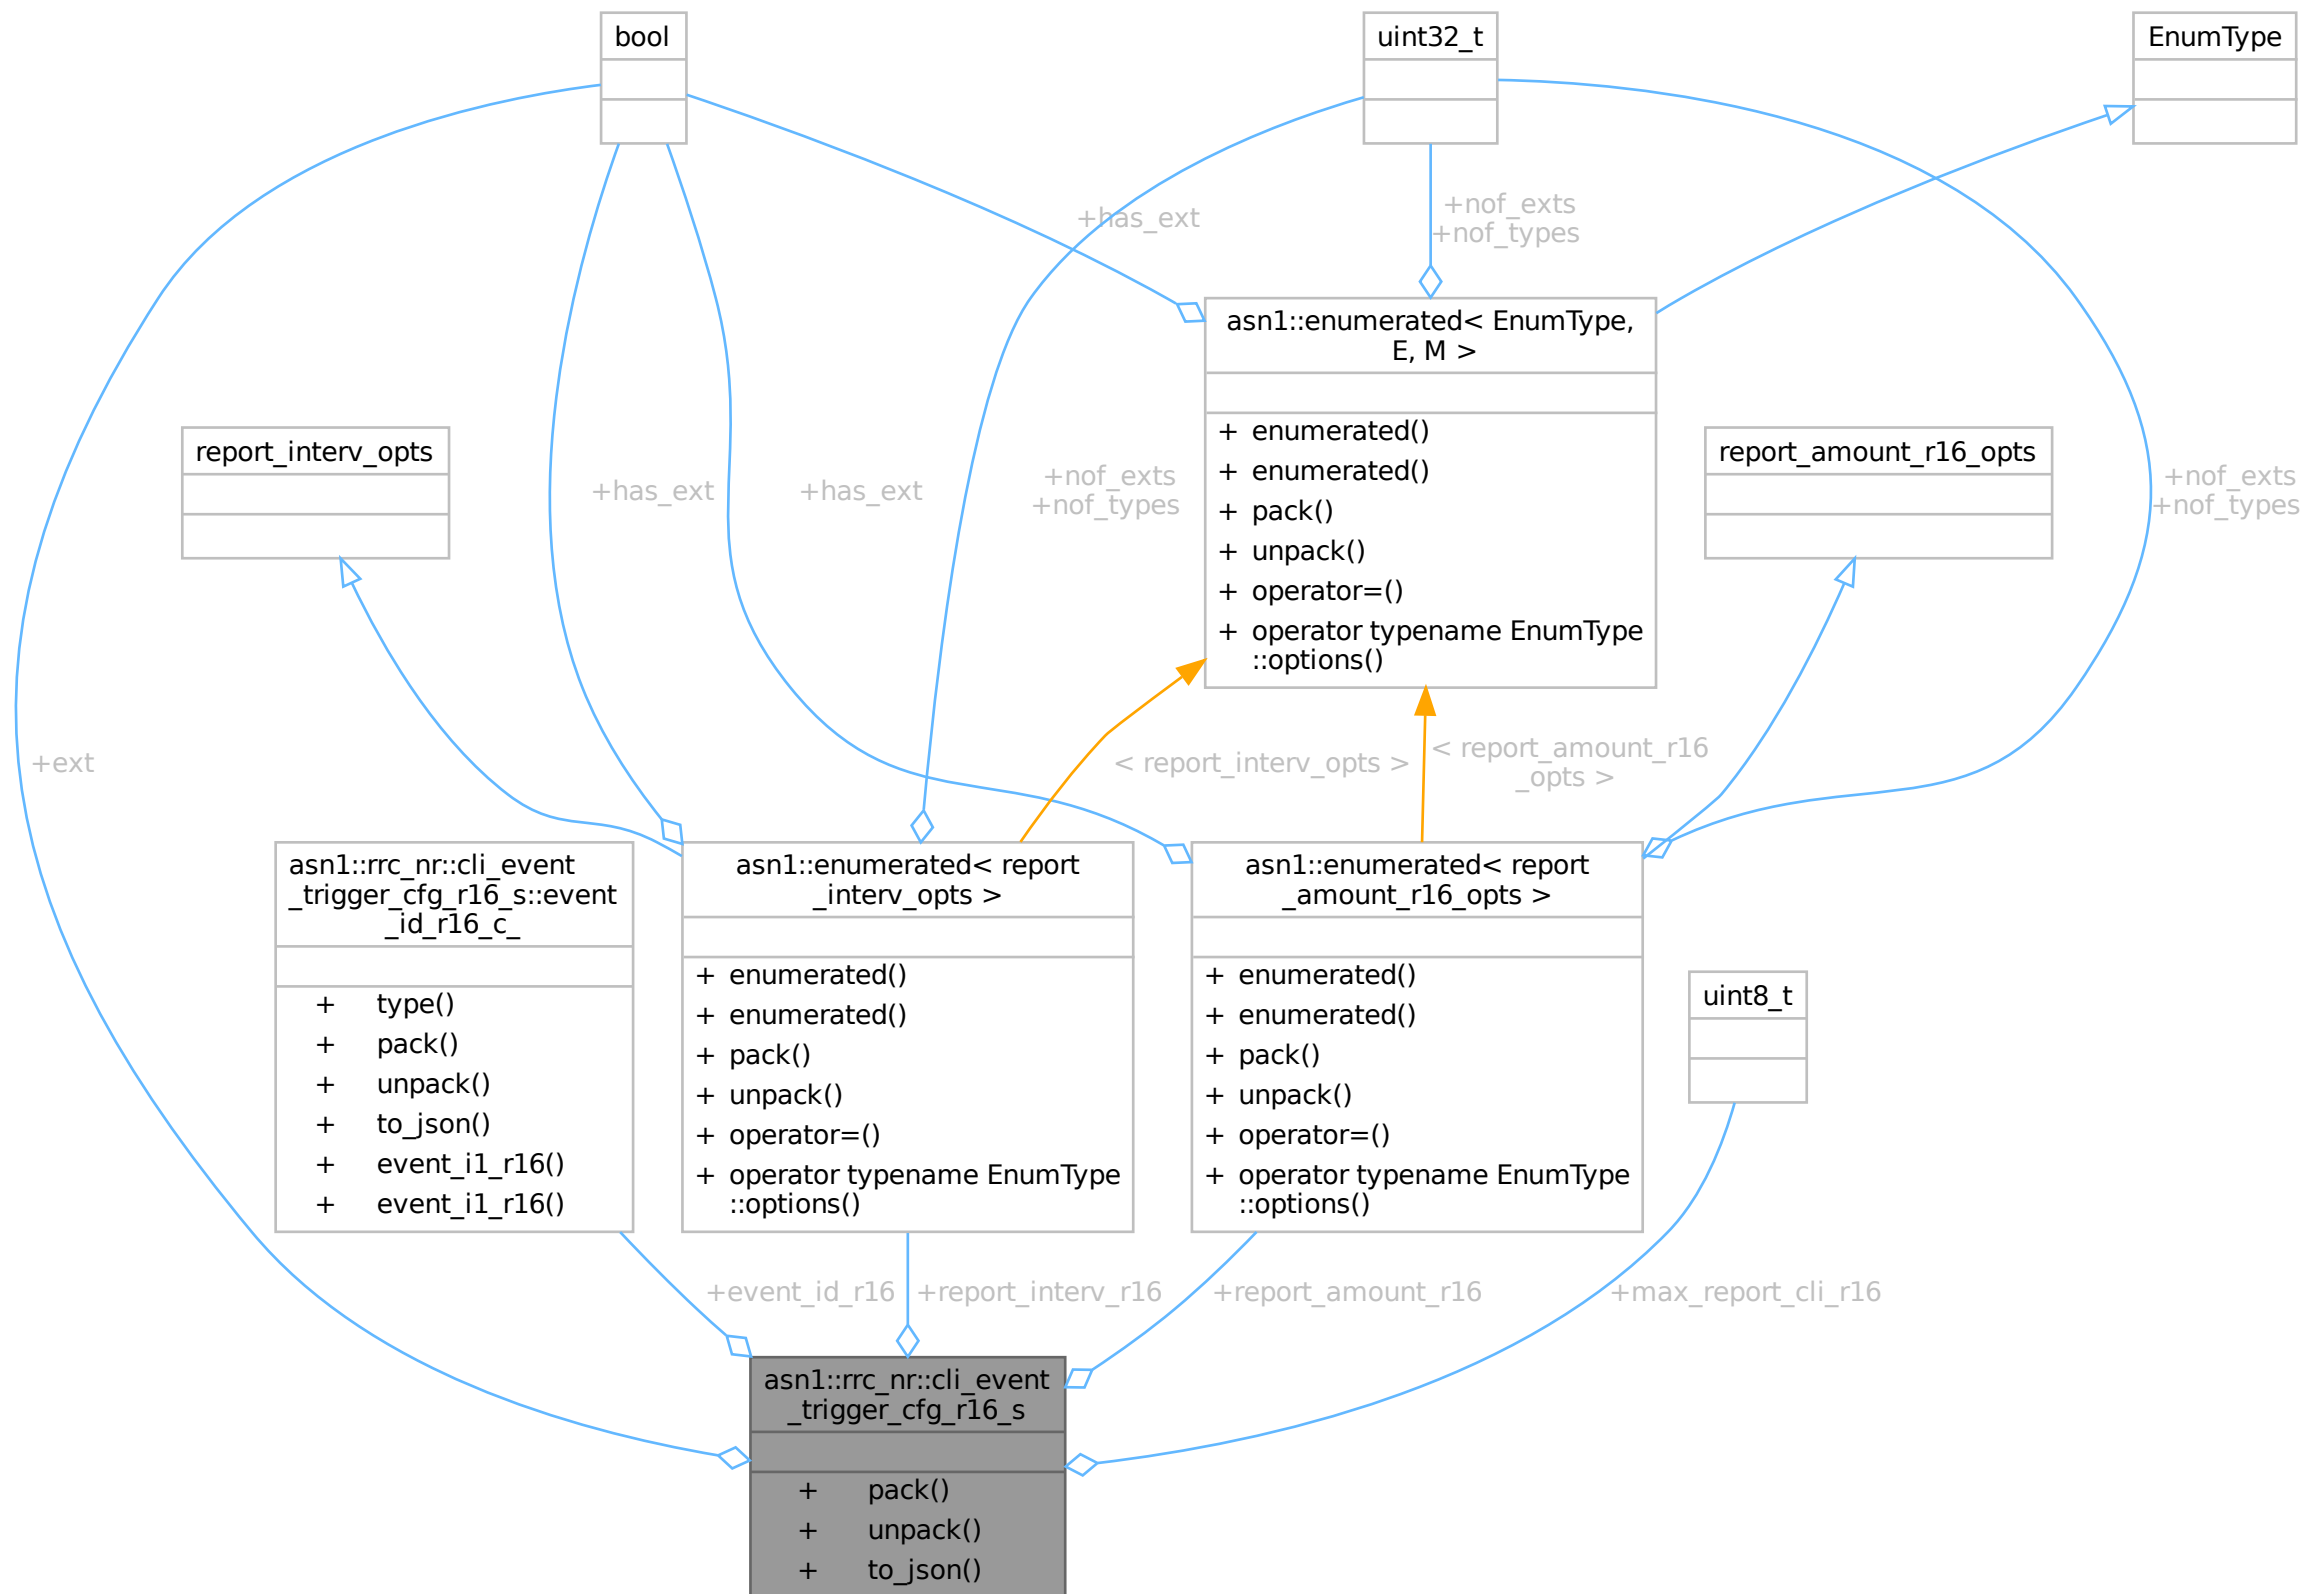 bool
uint32_t
EnumType
+has_ext
+nof_exts
+nof_types
asn1::enumerated< EnumType,
E, M >
+ enumerated()
+ enumerated()
+ pack()
+ unpack()
+ operator=()
+ operator typename EnumType
::options()
report_interv_opts
+has_ext
+has_ext
+nof_exts
+nof_types
report_amount_r16_opts
+nof_exts
+nof_types
+ext
< report_interv_opts >
< report_amount_r16
_opts >
asn1::rrc_nr::cli_event
_trigger_cfg_r16_s::event
_id_r16_c_
+ type()
+ pack()
+ unpack()
+ to_json()
+ event_i1_r16()
+ event_i1_r16()
asn1::enumerated< report
_interv_opts >
+ enumerated()
+ enumerated()
+ pack()
+ unpack()
+ operator=()
+ operator typename EnumType
::options()
asn1::enumerated< report
_amount_r16_opts >
+ enumerated()
+ enumerated()
+ pack()
+ unpack()
+ operator=()
+ operator typename EnumType
::options()
uint8_t
+event_id_r16
+report_interv_r16
+report_amount_r16
+max_report_cli_r16
asn1::rrc_nr::cli_event
_trigger_cfg_r16_s
+ pack()
+ unpack()
+ to_json()